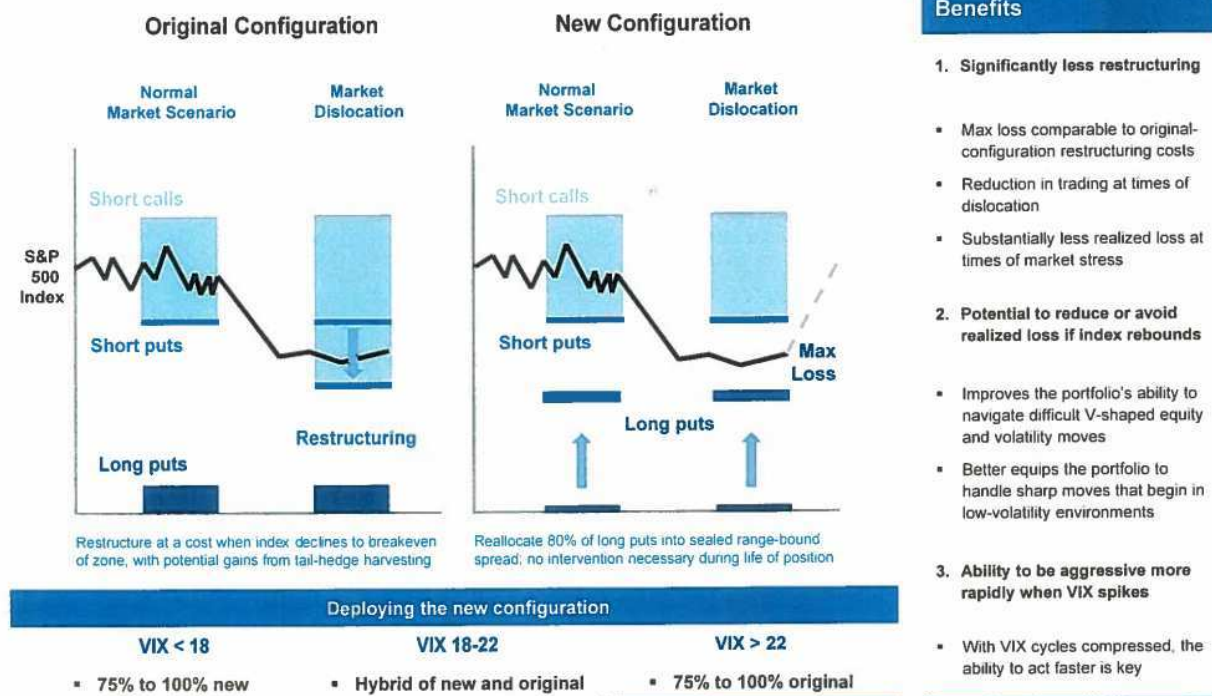 Original Configuration
New Configuration
Normal
Market Scenario
Market
Dislocation
Normal
Market Scenario
Market
Dislocation
Short calls
Short calls
S&P
500
Index
Short puts
Short puts
Max
Loss
Restructuring
Long puts
Long puts
Restructure at a cost when index declines to breakeven
of zone, with potential gains from tail-hedge harvesting
Reallocate 80% of long puts into sealed range-bound
spread; no intervention necessary during life of position
Deploying the new configuration
VIX < 18
VIX 18-22
VIX > 22
▪ 75% to 100% new
▪ Hybrid of new and original
▪ 75% to 100% original
Benefits
1. Significantly less restructuring
▪ Max loss comparable to original-
configuration restructuring costs
▪ Reduction in trading at times of
dislocation
▪ Substantially less realized loss at
times of market stress
2. Potential to reduce or avoid
realized loss if index rebounds
▪ Improves the portfolio's ability to
navigate difficult V-shaped equity
and volatility moves
▪ Better equips the portfolio to
handle sharp moves that begin in
low-volatility environments
3. Ability to be aggressive more
rapidly when VIX spikes
▪ With VIX cycles compressed, the
ability to act faster is key